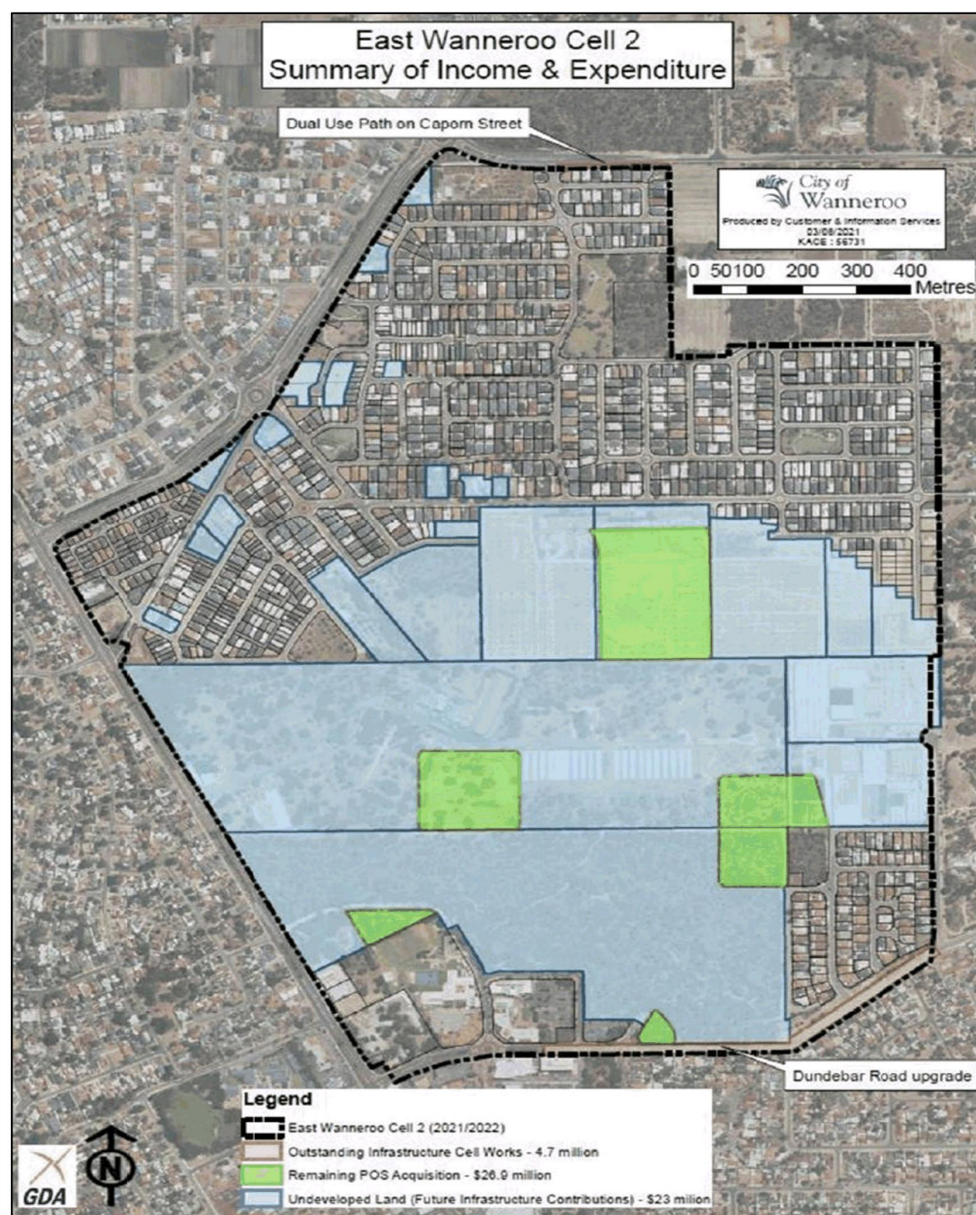 East Wanneroo Cell 2
Summary of Income & Expenditure
Dual Use Path on Caporn Street
City of
Wanneroo
Produced by Customer & Information Services
03/08/2021
KACE : 56731
0 50 100 200 300 400
Metres
Dundebar Road upgrade
Legend
East Wanneroo Cell 2 (2021/2022)
Outstanding Infrastructure Cell Works - 4.7 million
Remaining POS Acquisition - $26.9 million
Undeveloped Land (Future Infrastructure Contributions) - $23 milion
N
GDA